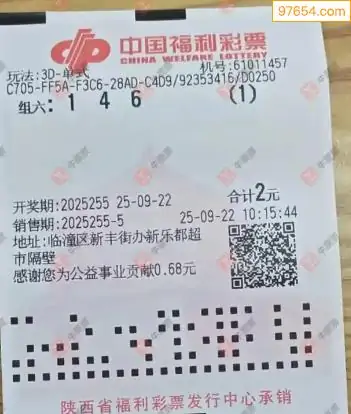 97654.com
中国福利彩票
CHINA WELFARE LOTTERY
玩法:3D-单式 机号:61011457
C705-FF5A-F3C6-28AD-C4D9/92353416/D0250
组六: 1 4 6 (1)
开奖期:2025255 25-09-22 合计2元
销售期:2025255-5 25-09-22 10:15:44
地址:临潼区新丰街办新乐都超
市隔壁
感谢您为公益事业贡献0.68元
陕西省福利彩票发行中心承销